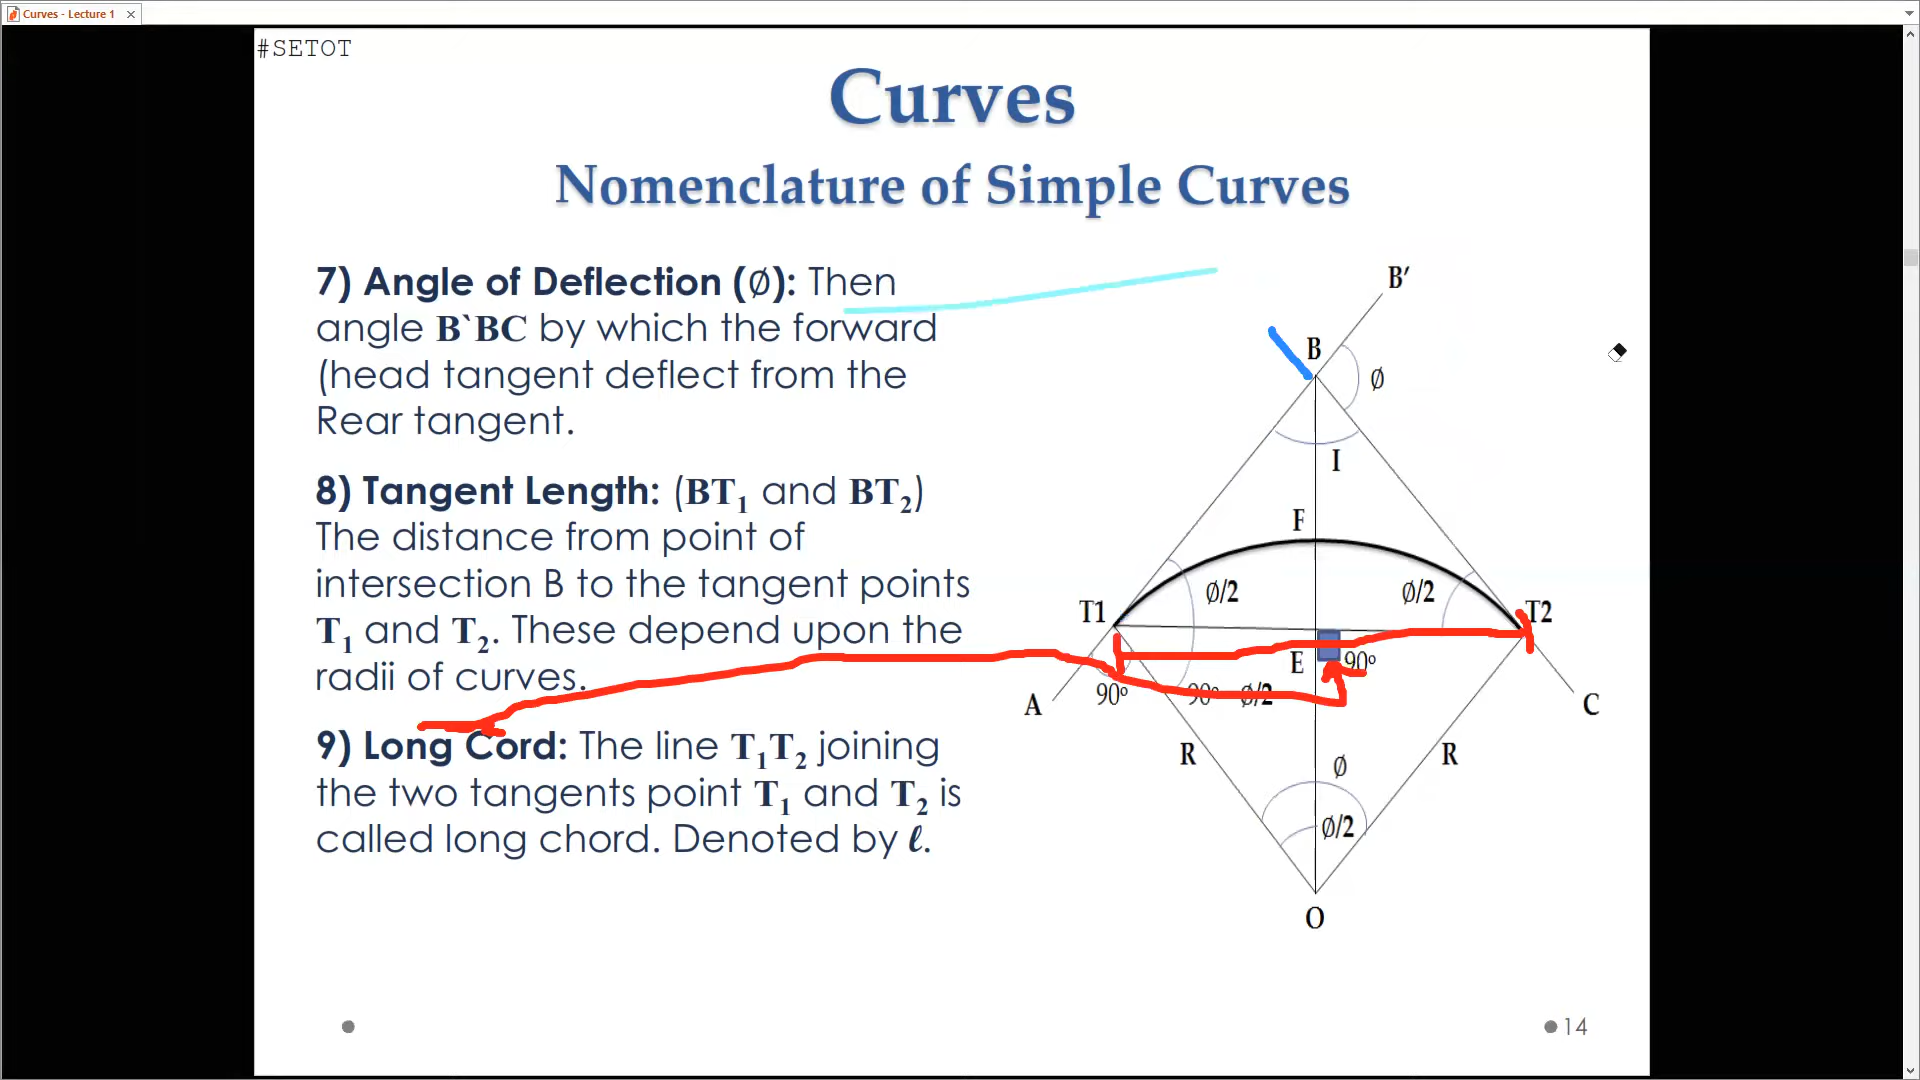 Curves - Lecture 1
#SETOT
Curves
Nomenclature of Simple Curves
7) Angle of Deflection (∅): Then
angle B`BC by which the forward
(head tangent deflect from the
Rear tangent.
8) Tangent Length: (BT₁ and BT₂)
The distance from point of
intersection B to the tangent points
T₁ and T₂. These depend upon the
radii of curves.
9) Long Cord: The line T₁T₂ joining
the two tangents point T₁ and T₂ is
called long chord. Denoted by ℓ.
B′
B
∅
I
F
∅/2
∅/2
T1
T2
E
90º
A
90º
90º
∅/2
C
R
R
∅
∅/2
O
14